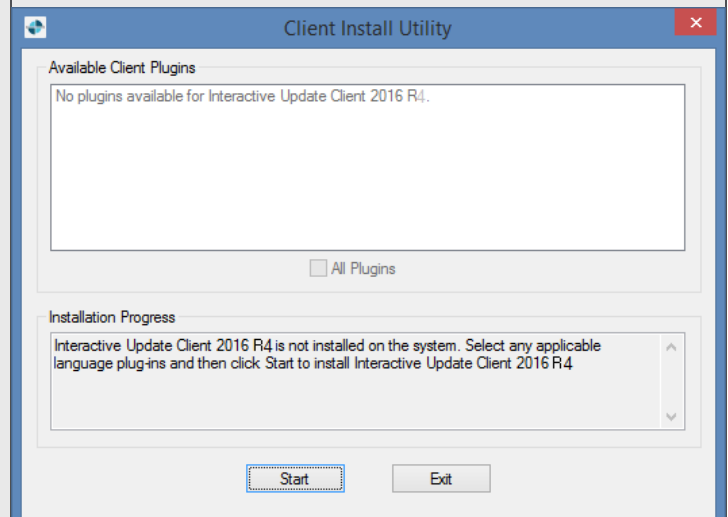 Client Install Utility
Available Client Plugins
No plugins available for Interactive Update Client 2016 R4.
All Plugins
Installation Progress
Interactive Update Client 2016 R4 is not installed on the system. Select any applicable
language plug-ins and then click Start to install Interactive Update Client 2016 R4
Start
Exit